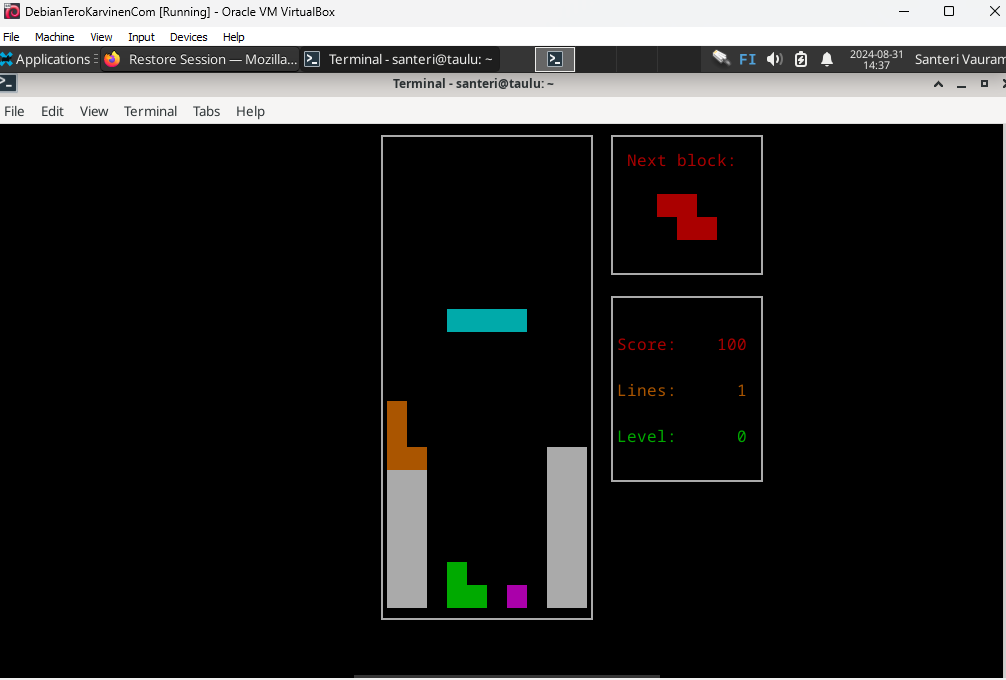 DebianTeroKarvinenCom [Running] - Oracle VM VirtualBox
File Machine View Input Devices Help
Applications Restore Session — Mozilla... Terminal - santeri@taulu: ~ FI 2024-08-31 Santeri Vauram
14:37
Terminal - santeri@taulu: ~
File Edit View Terminal Tabs Help
Next block:
Score: 100
Lines: 1
Level: 0